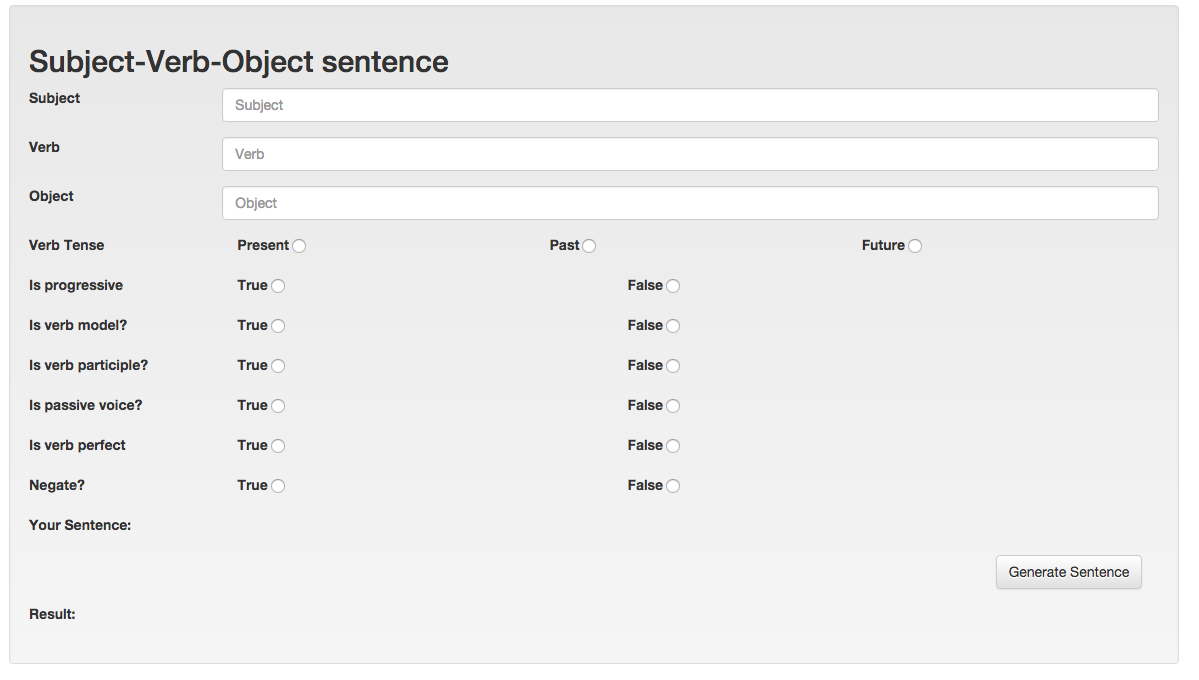 Subject-Verb-Object sentence
Subject Subject
Verb Verb
Object Object
Verb Tense Present Past Future
Is progressive True False
Is verb model? True False
Is verb participle? True False
Is passive voice? True False
Is verb perfect True False
Negate? True False
Your Sentence:
Generate Sentence
Result: